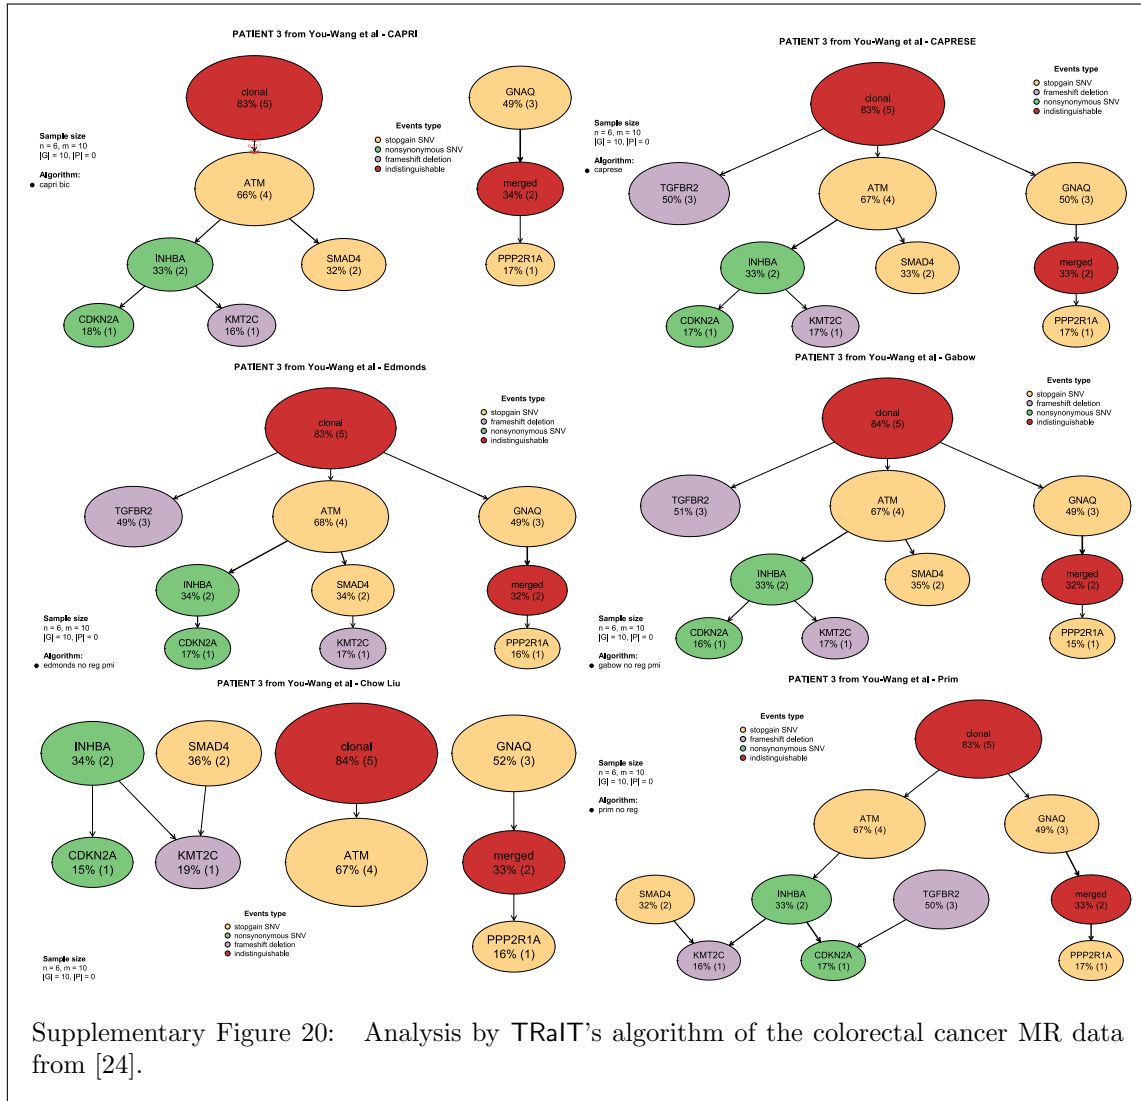 PATIENT 3 from You-Wang et al - CAPRI
clonal
83% (5)
GNAQ
49% (3)
Sample size
n = 6, m = 10
|G| = 10, |P| = 0
Algorithm:
● capri bic
Events type
stopgain SNV
nonsynonymous SNV
frameshift deletion
indistinguishable
ATM
66% (4)
merged
34% (2)
INHBA
33% (2)
SMAD4
32% (2)
PPP2R1A
17% (1)
CDKN2A
18% (1)
KMT2C
16% (1)
PATIENT 3 from You-Wang et al - CAPRESE
Events type
stopgain SNV
frameshift deletion
nonsynonymous SNV
indistinguishable
clonal
83% (5)
Sample size
n = 6, m = 10
|G| = 10, |P| = 0
Algorithm:
● caprese
TGFBR2
50% (3)
ATM
67% (4)
GNAQ
50% (3)
INHBA
33% (2)
SMAD4
33% (2)
merged
33% (2)
CDKN2A
17% (1)
KMT2C
17% (1)
PPP2R1A
17% (1)
PATIENT 3 from You-Wang et al - Edmonds
Events type
stopgain SNV
frameshift deletion
nonsynonymous SNV
indistinguishable
clonal
83% (5)
TGFBR2
49% (3)
ATM
68% (4)
GNAQ
49% (3)
INHBA
34% (2)
SMAD4
34% (2)
merged
32% (2)
Sample size
n = 6, m = 10
|G| = 10, |P| = 0
Algorithm:
● edmonds no reg pmi
CDKN2A
17% (1)
KMT2C
17% (1)
PPP2R1A
16% (1)
PATIENT 3 from You-Wang et al - Gabow
Events type
stopgain SNV
frameshift deletion
nonsynonymous SNV
indistinguishable
clonal
84% (5)
TGFBR2
51% (3)
ATM
67% (4)
GNAQ
49% (3)
INHBA
33% (2)
SMAD4
35% (2)
merged
32% (2)
Sample size
n = 6, m = 10
|G| = 10, |P| = 0
Algorithm:
● gabow no reg pmi
CDKN2A
16% (1)
KMT2C
17% (1)
PPP2R1A
15% (1)
PATIENT 3 from You-Wang et al - Chow Liu
INHBA
34% (2)
SMAD4
36% (2)
clonal
84% (5)
GNAQ
52% (3)
CDKN2A
15% (1)
KMT2C
19% (1)
ATM
67% (4)
merged
33% (2)
Events type
stopgain SNV
nonsynonymous SNV
frameshift deletion
indistinguishable
PPP2R1A
16% (1)
Sample size
n = 6, m = 10
|G| = 10, |P| = 0
PATIENT 3 from You-Wang et al - Prim
Events type
stopgain SNV
frameshift deletion
nonsynonymous SNV
indistinguishable
clonal
83% (5)
Sample size
n = 6, m = 10
|G| = 10, |P| = 0
Algorithm:
● prim no reg
ATM
67% (4)
GNAQ
49% (3)
SMAD4
32% (2)
INHBA
33% (2)
TGFBR2
50% (3)
merged
33% (2)
KMT2C
16% (1)
CDKN2A
17% (1)
PPP2R1A
17% (1)
Supplementary Figure 20: Analysis by TRaIT's algorithm of the colorectal cancer MR data
from [24].